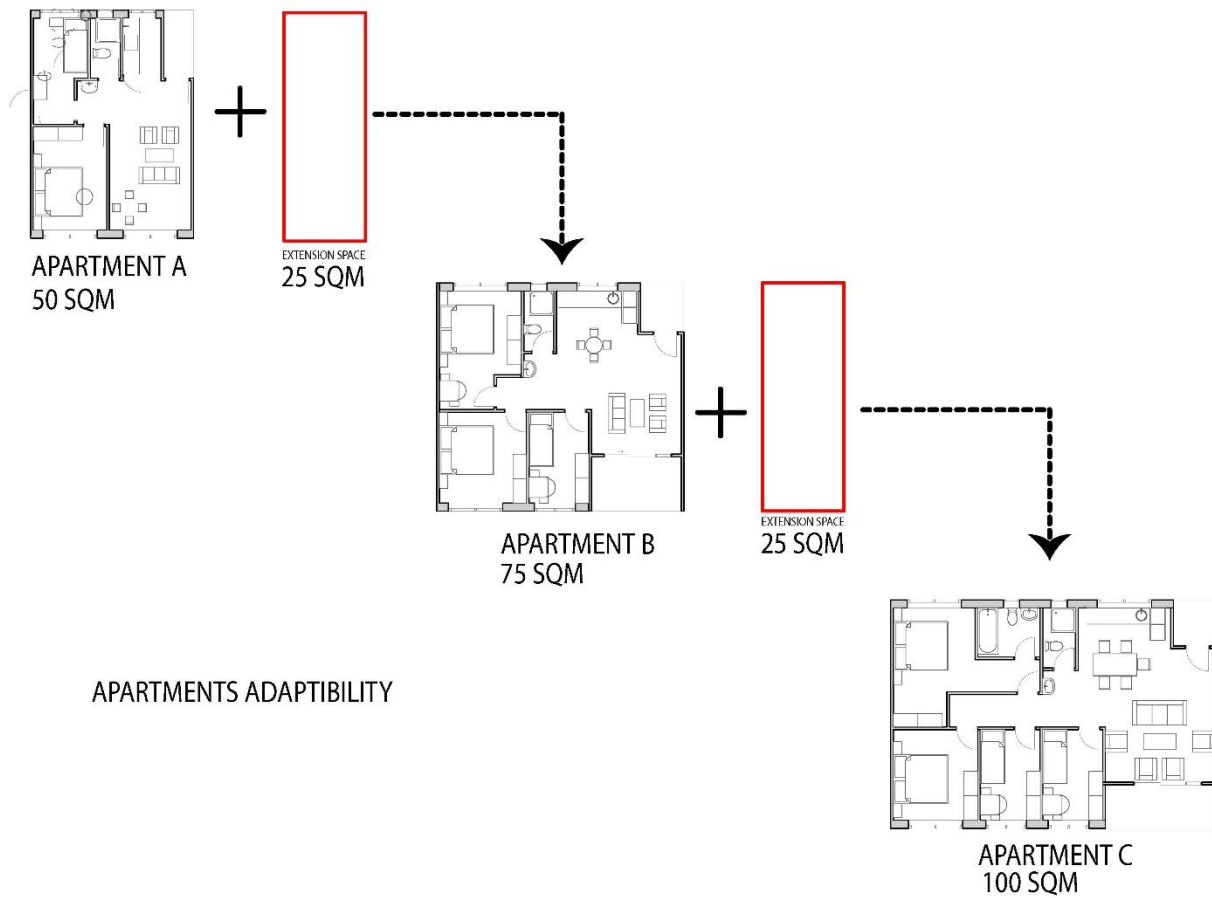 APARTMENT A
50 SQM
EXTENSION SPACE
25 SQM
APARTMENT B
75 SQM
EXTENSION SPACE
25 SQM
APARTMENTS ADAPTIBILITY
APARTMENT C
100 SQM